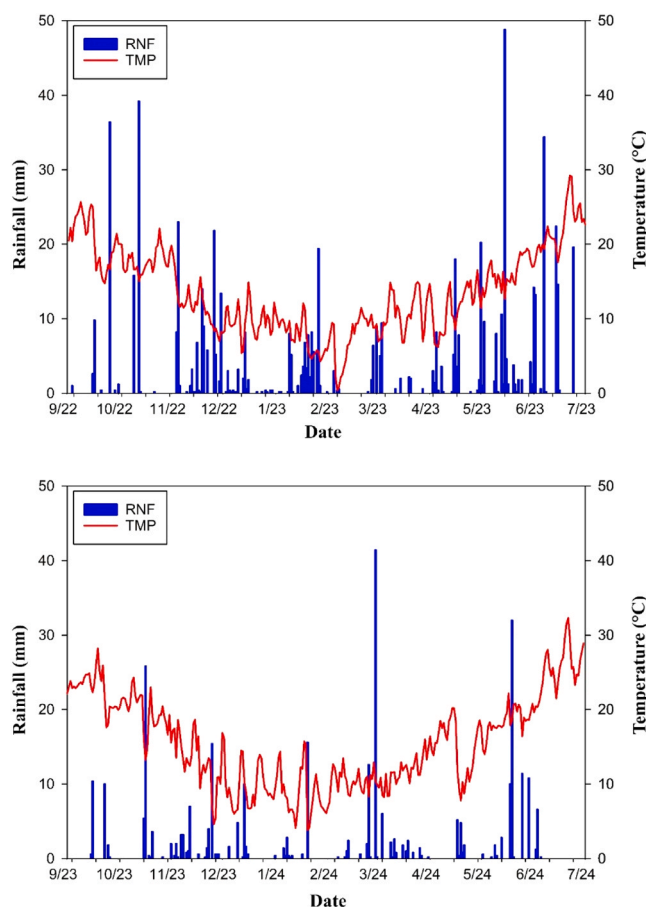 50
50
RNF
TMP
40
40
30
30
20
20
10
10
0
0
Rainfall (mm)
Temperature (°C)
9/22 10/22 11/22 12/22 1/23 2/23 3/23 4/23 5/23 6/23 7/23
Date
50
50
RNF
TMP
40
40
30
30
20
20
10
10
0
0
Rainfall (mm)
Temperature (°C)
9/23 10/23 11/23 12/23 1/24 2/24 3/24 4/24 5/24 6/24 7/24
Date